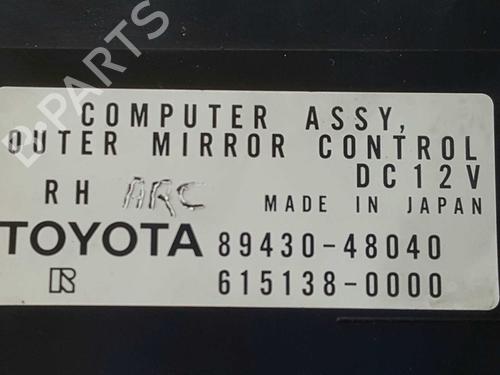 COMPUTER ASSY,
OUTER MIRROR CONTROL
DC12V
RH ARC
MADE IN JAPAN
TOYOTA 89430-48040
R 615138-0000
B-PARTS